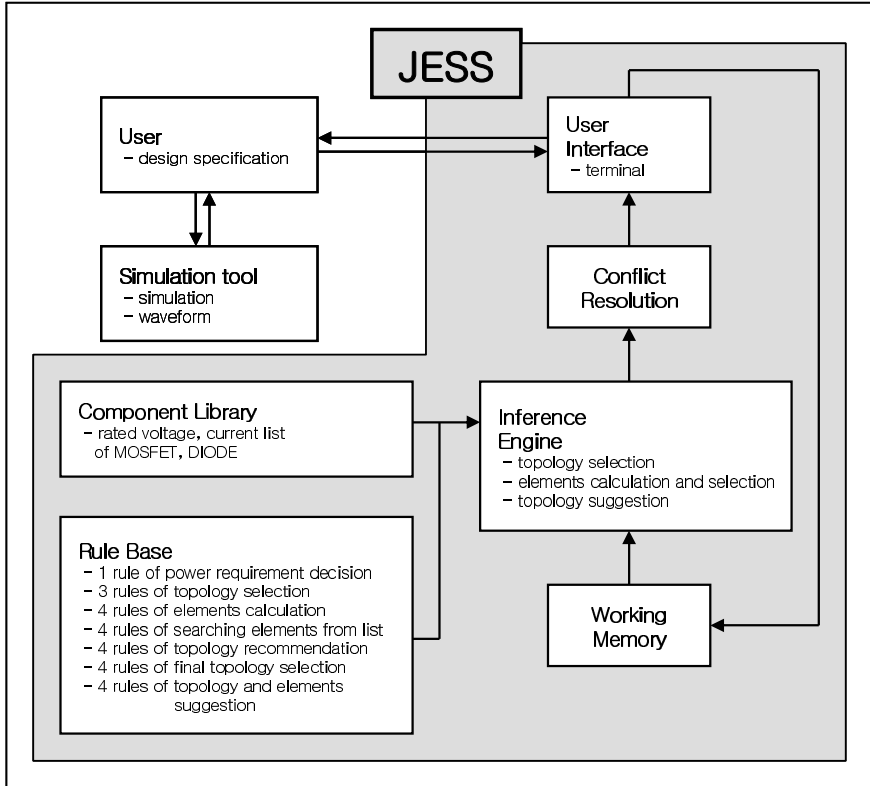 JESS
User
- design specification
User
Interface
- terminal
Simulation tool
- simulation
- waveform
Conflict
Resolution
Component Library
- rated voltage, current list
of MOSFET, DIODE
Inference
Engine
- topology selection
- elements calculation and selection
- topology suggestion
Rule Base
- 1 rule of power requirement decision
- 3 rules of topology selection
- 4 rules of elements calculation
- 4 rules of searching elements from list
- 4 rules of topology recommendation
- 4 rules of final topology selection
- 4 rules of topology and elements
suggestion
Working
Memory